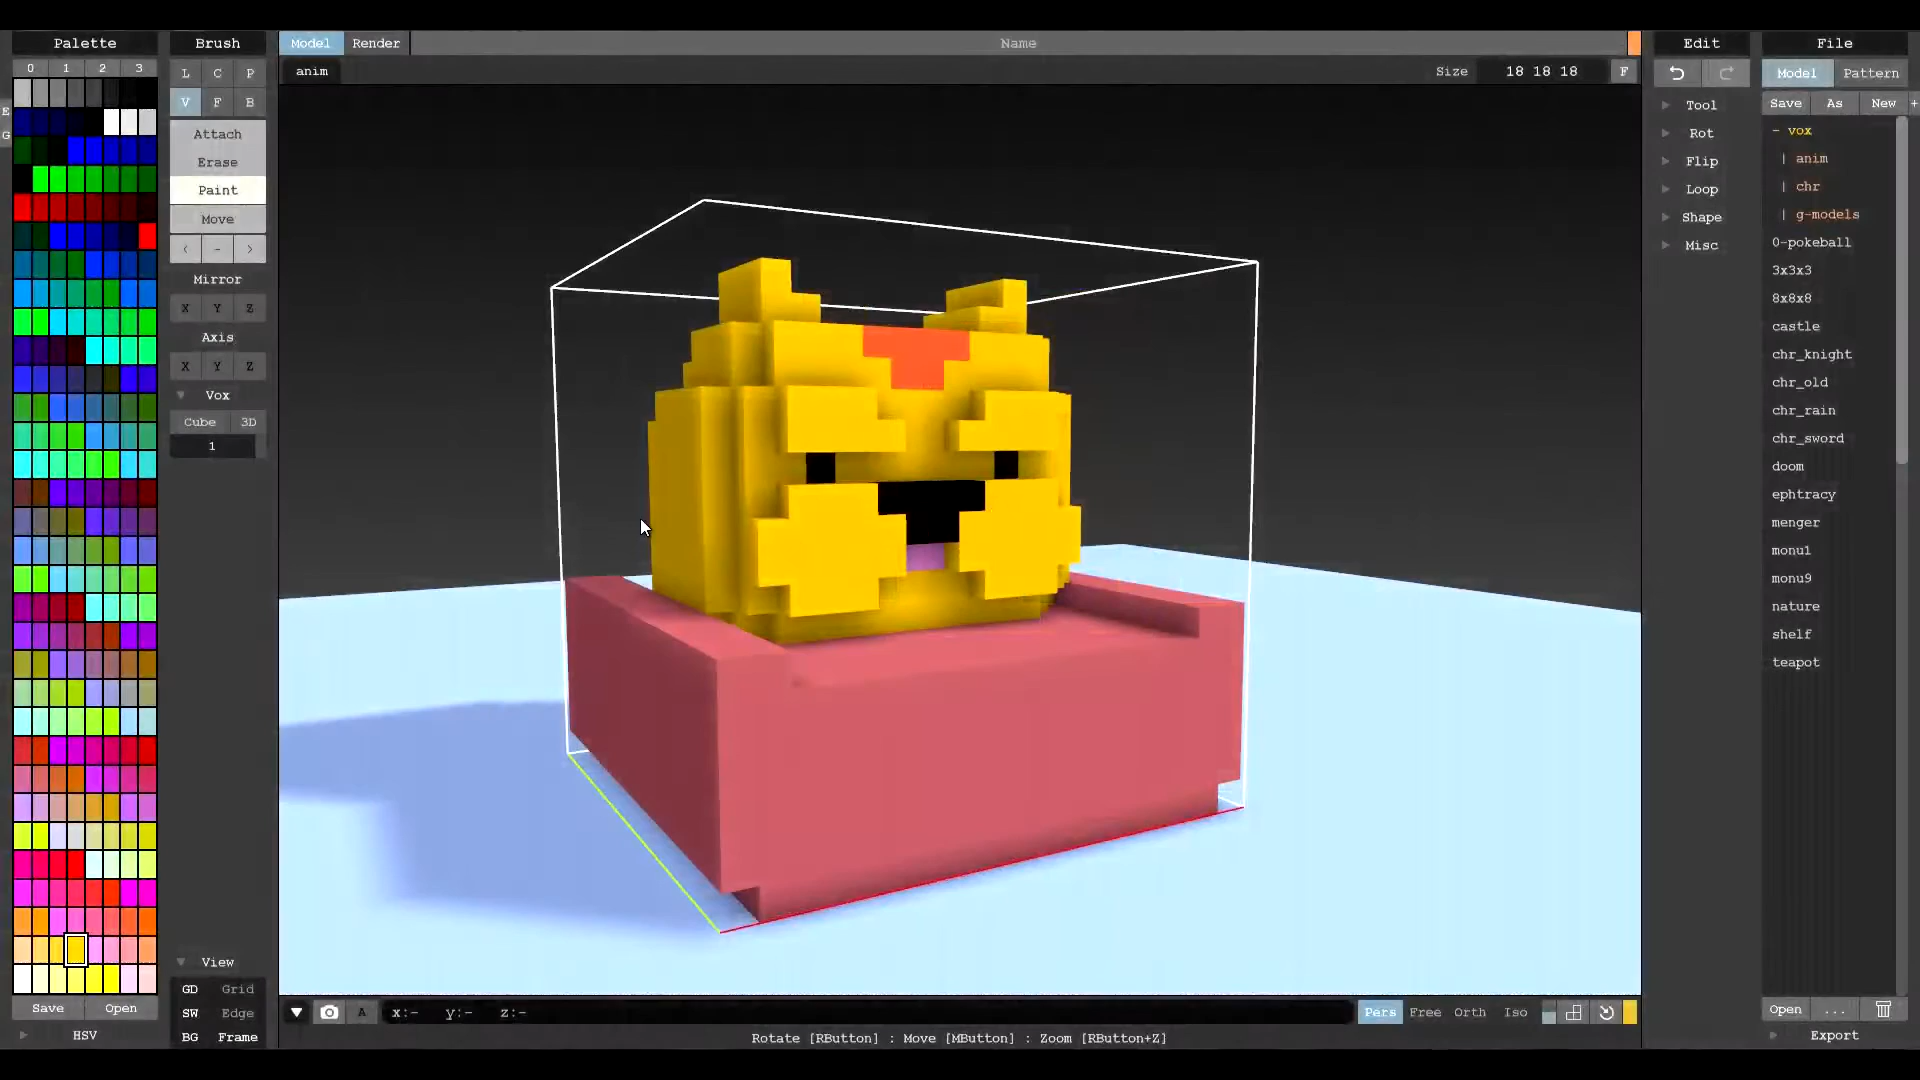 Palette
0 1 2 3
E
G
Save Open
HSV
Brush
L C P
V F B
Attach
Erase
Paint
Move
< - >
Mirror
X Y Z
Axis
X Y Z
Vox
Cube 3D
1
View
GD Grid
SW Edge
BG Frame
Model Render Name
anim Size 18 18 18 F
A x:- y:- z:- Pers Free Orth Iso
Rotate [RButton] : Move [MButton] : Zoom [RButton+Z]
Edit
Tool
Rot
Flip
Loop
Shape
Misc
File
Model Pattern
Save As New +
- vox
| anim
| chr
| g-models
0-pokeball
3x3x3
8x8x8
castle
chr_knight
chr_old
chr_rain
chr_sword
doom
ephtracy
menger
monu1
monu9
nature
shelf
teapot
Open ...
Export